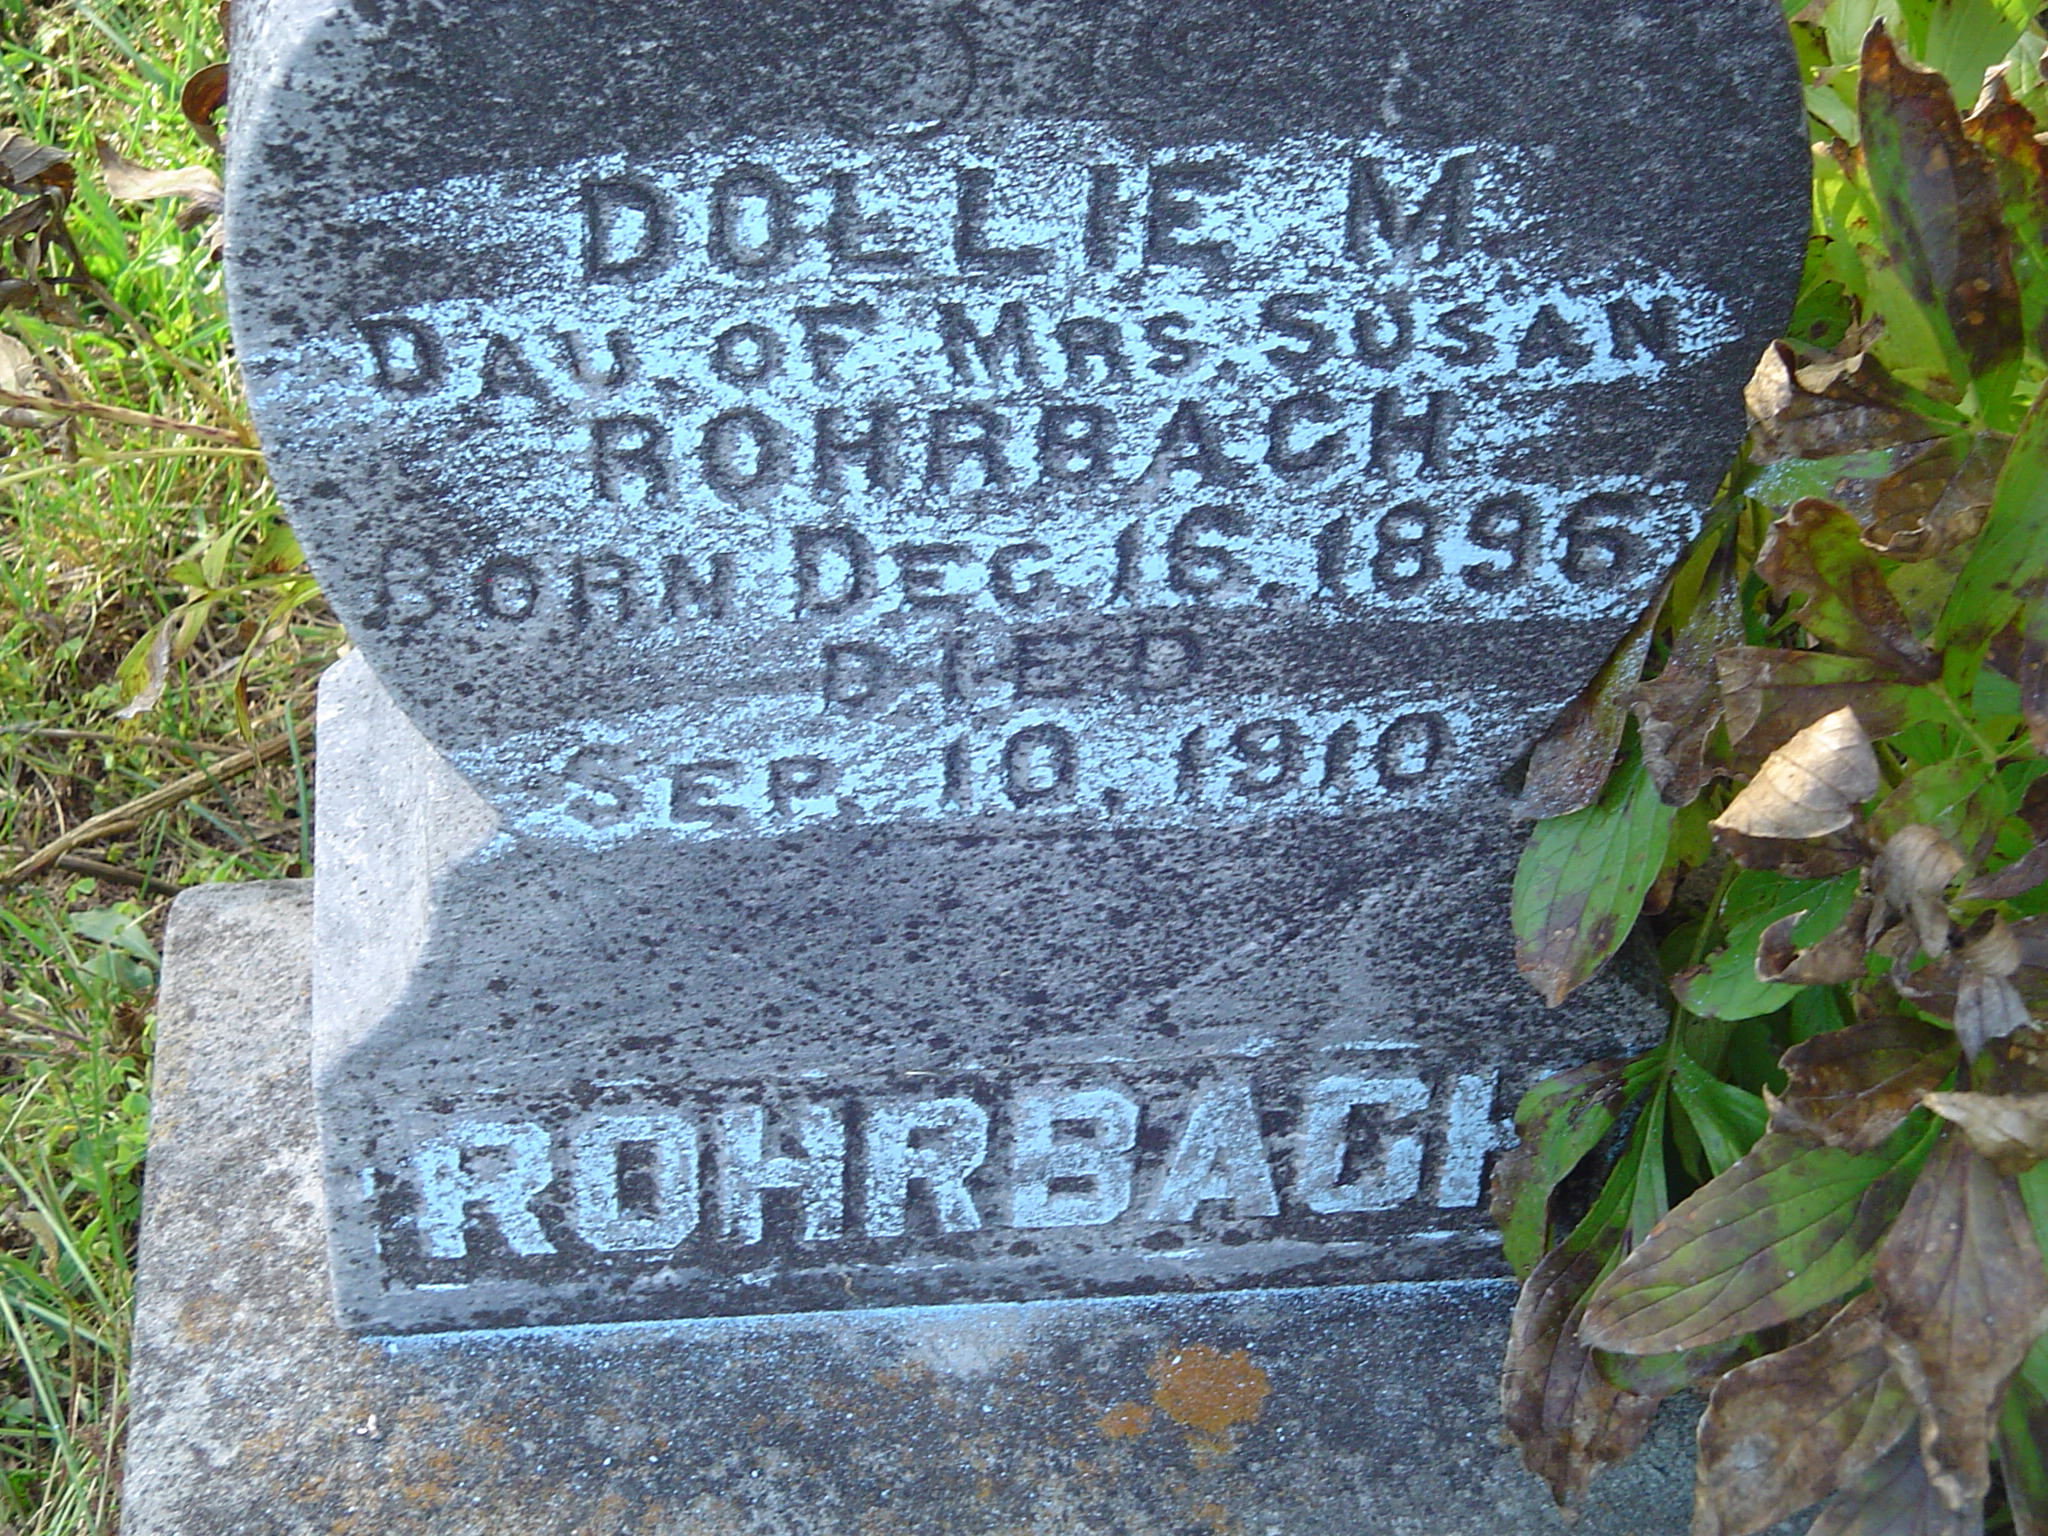 DOLLIE M
DAU. OF MRS. SUSAN
ROHRBACH
BORN DEC. 16, 1896
DIED
SEP. 10, 1910
ROHRBACH